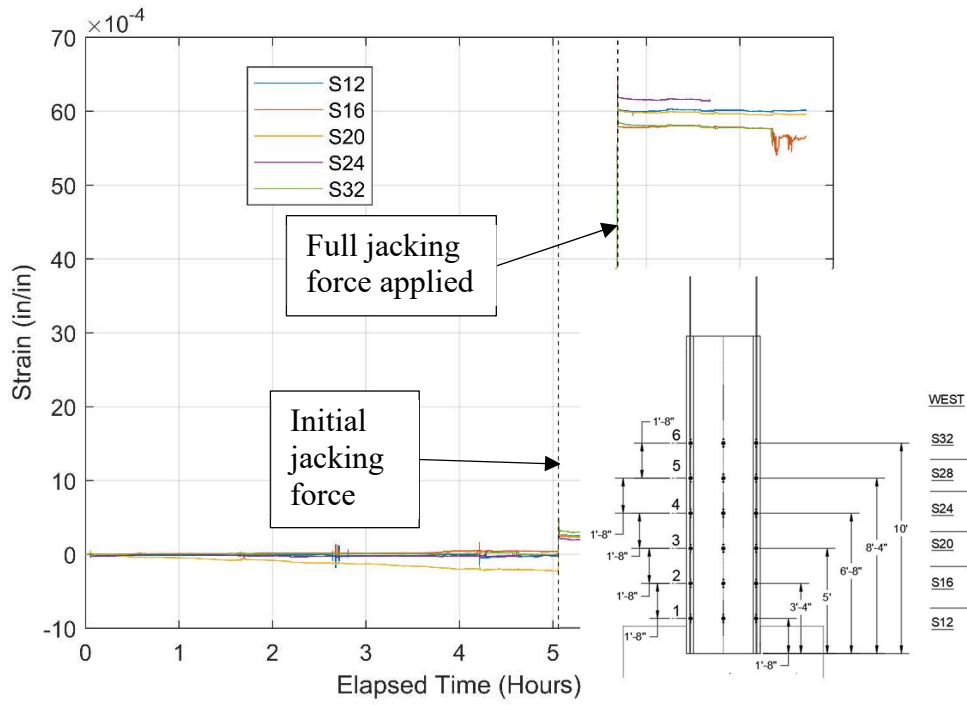 ×10⁻⁴
70
60
50
40
30
20
10
0
-10
Strain (in/in)
S12
S16
S20
S24
S32
Full jacking
force applied
Initial
jacking
force
0
1
2
3
4
5
Elapsed Time (Hours)
WEST
S32
S28
S24
S20
S16
S12
6
5
4
3
2
1
1'-8"
1'-8"
1'-8"
1'-8"
1'-8"
1'-8"
1'-8"
3'-4"
5'
6'-8"
8'-4"
10'